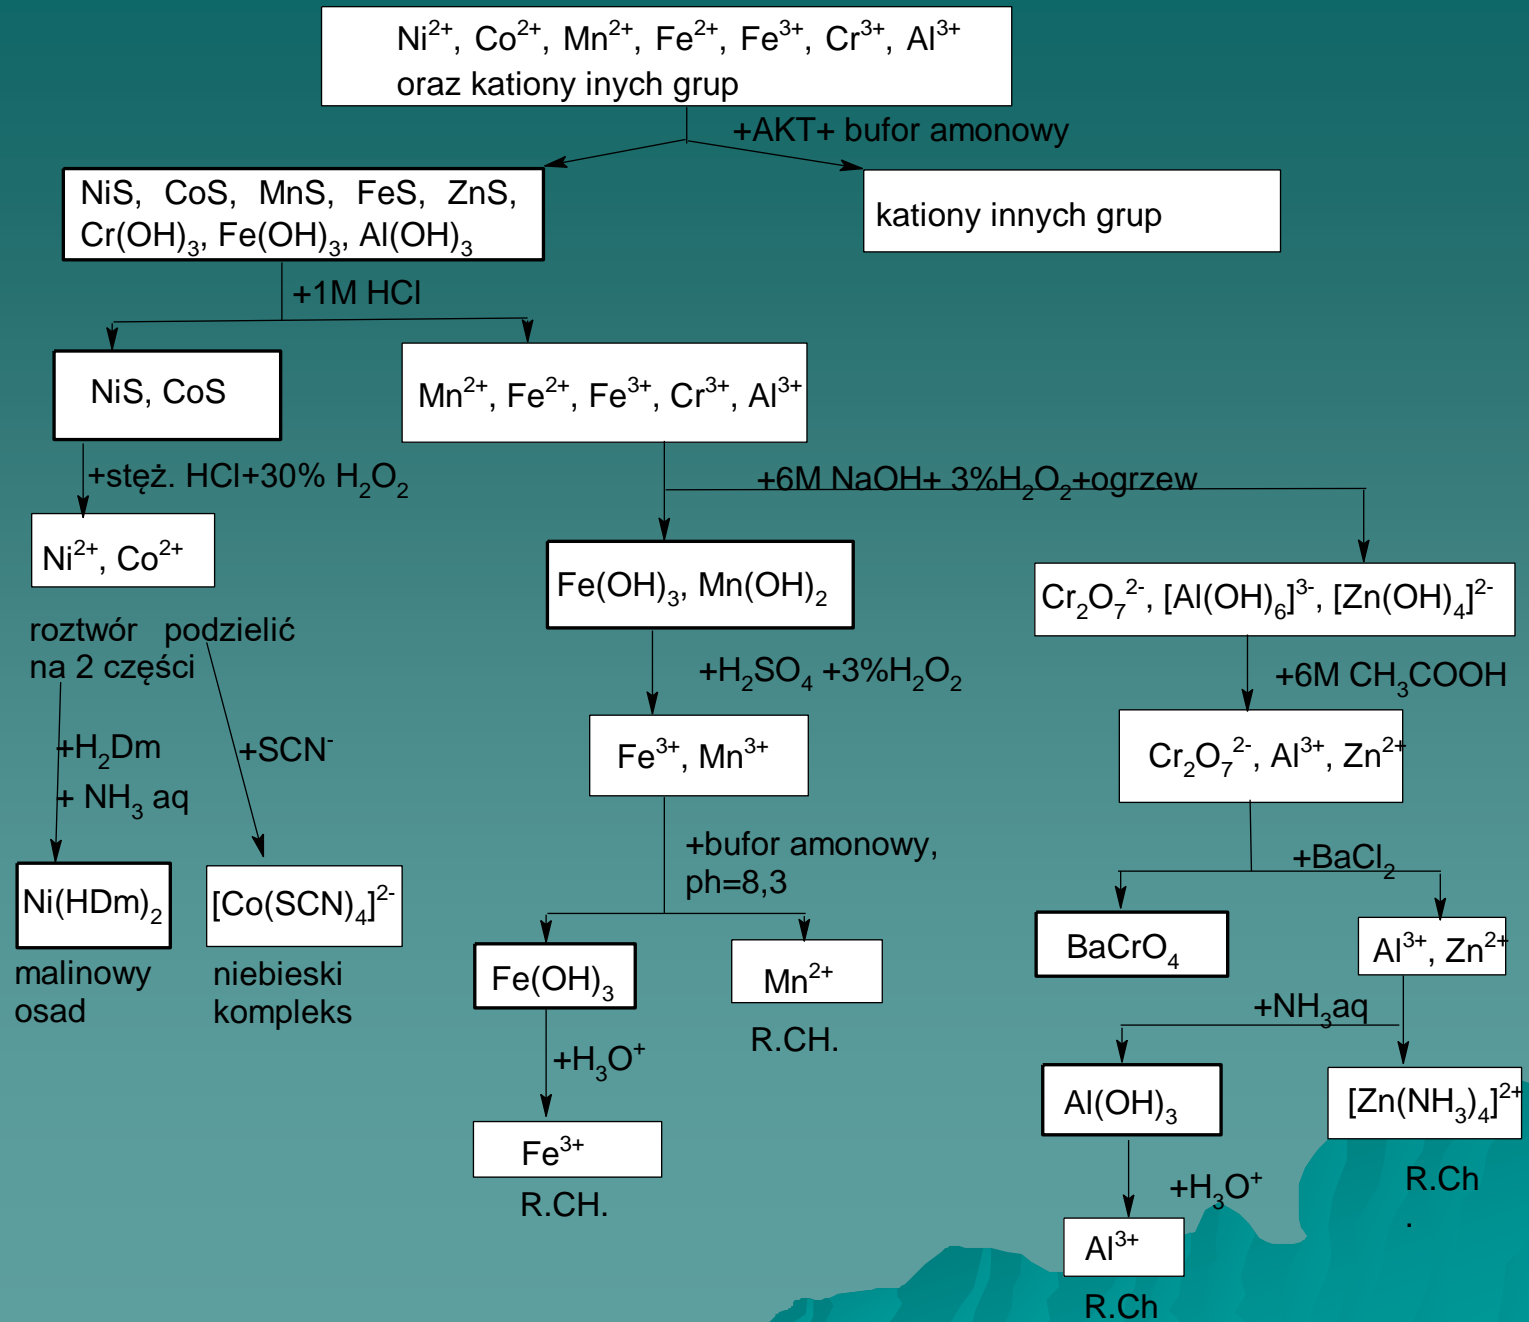 Ni²⁺, Co²⁺, Mn²⁺, Fe²⁺, Fe³⁺, Cr³⁺, Al³⁺
oraz kationy inych grup
+AKT+ bufor amonowy
NiS, CoS, MnS, FeS, ZnS,
Cr(OH)₃, Fe(OH)₃, Al(OH)₃
kationy innych grup
+1M HCl
NiS, CoS
Mn²⁺, Fe²⁺, Fe³⁺, Cr³⁺, Al³⁺
+stęż. HCl+30% H₂O₂
+6M NaOH+ 3%H₂O₂+ogrzew
Ni²⁺, Co²⁺
Fe(OH)₃, Mn(OH)₂
Cr₂O₇²⁻, [Al(OH)₆]³⁻, [Zn(OH)₄]²⁻
roztwór podzielić
na 2 części
+H₂SO₄ +3%H₂O₂
+6M CH₃COOH
+H₂Dm
+ NH₃ aq
+SCN⁻
Fe³⁺, Mn³⁺
Cr₂O₇²⁻, Al³⁺, Zn²⁺
+bufor amonowy,
ph=8,3
+BaCl₂
Ni(HDm)₂
[Co(SCN)₄]²⁻
malinowy
osad
niebieski
kompleks
Fe(OH)₃
Mn²⁺
R.CH.
BaCrO₄
Al³⁺, Zn²⁺
+H₃O⁺
+NH₃aq
Fe³⁺
R.CH.
Al(OH)₃
[Zn(NH₃)₄]²⁺
R.Ch
.
+H₃O⁺
Al³⁺
R.Ch